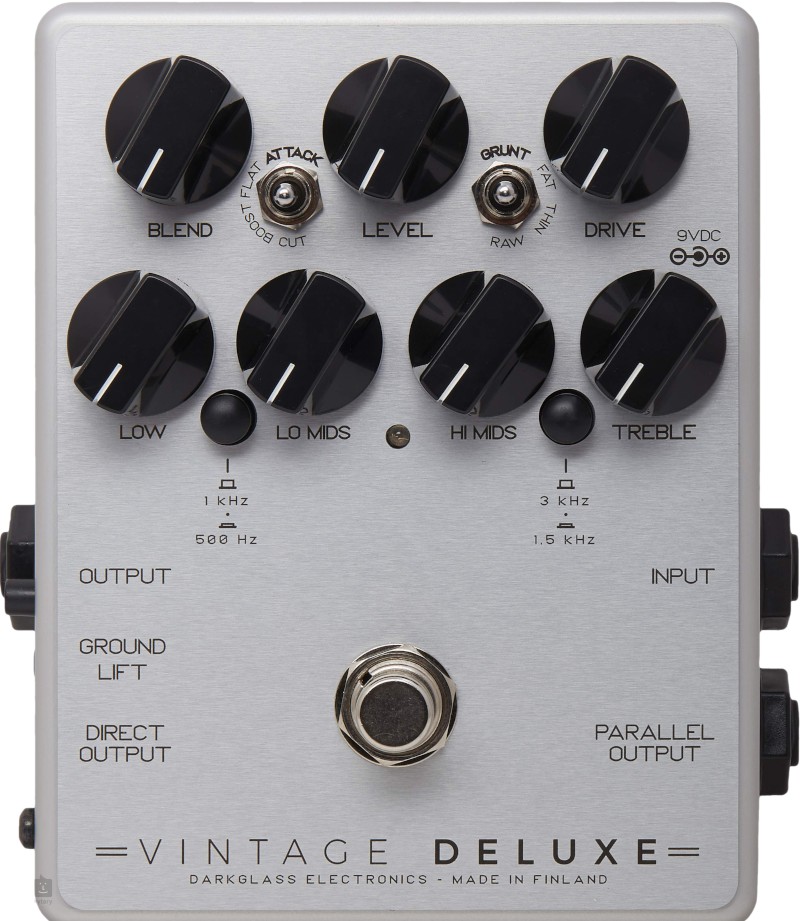 ATTACK
FLAT
BOOST
CUT
GRUNT
FAT
THIN
RAW
BLEND
LEVEL
DRIVE
9VDC
LOW
LO MIDS
HI MIDS
TREBLE
1 kHz
500 Hz
3 kHz
1.5 kHz
OUTPUT
INPUT
GROUND
LIFT
DIRECT
OUTPUT
PARALLEL
OUTPUT
VINTAGE DELUXE
DARKGLASS ELECTRONICS - MADE IN FINLAND